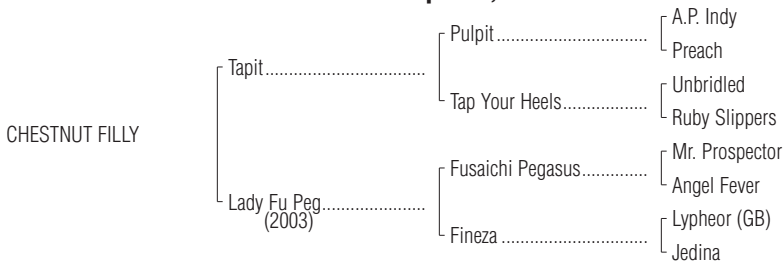 A.P. Indy
Pulpit
Preach
Tapit
Unbridled
Tap Your Heels
Ruby Slippers
CHESTNUT FILLY
Mr. Prospector
Fusaichi Pegasus
Angel Fever
Lady Fu Peg
(2003)
Lypheor (GB)
Fineza
Jedina